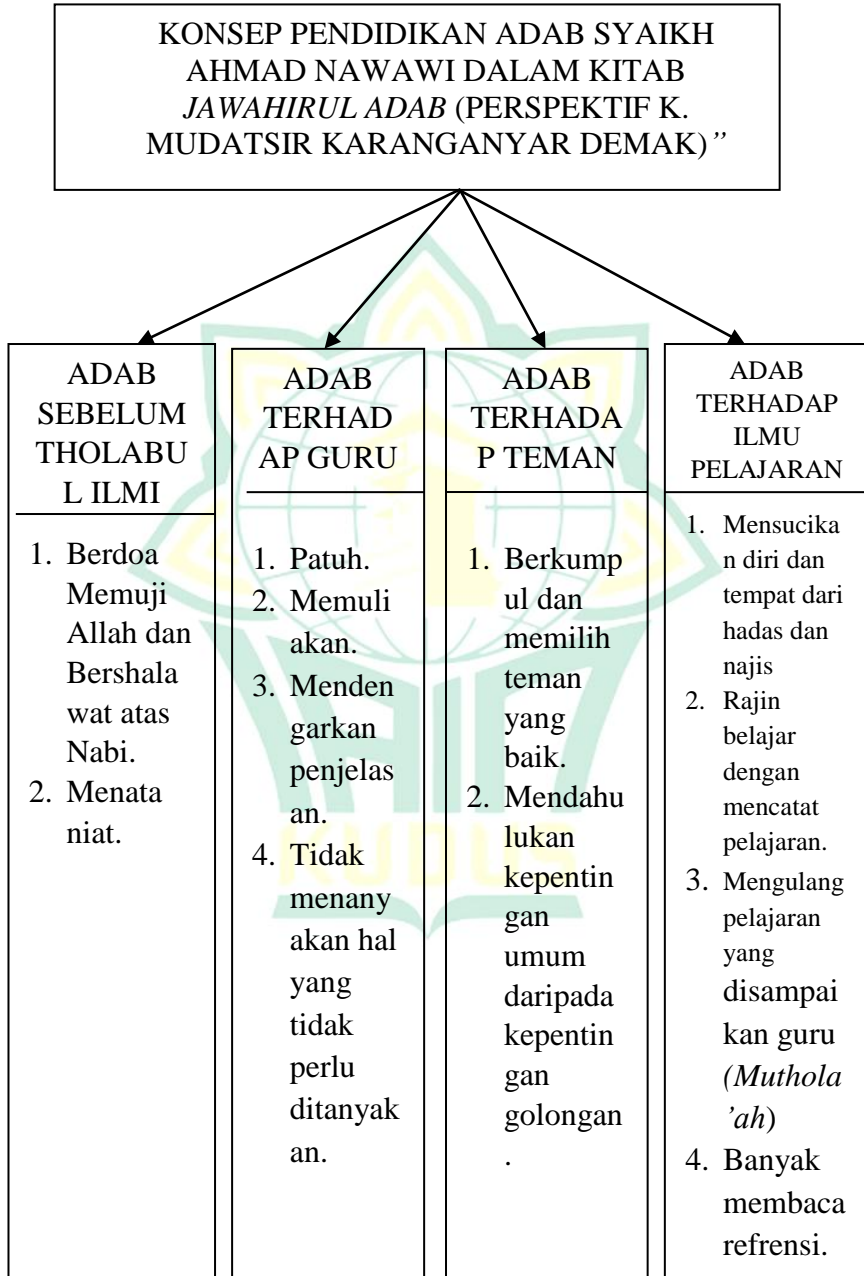 KONSEP PENDIDIKAN ADAB SYAIKH
AHMAD NAWAWI DALAM KITAB
JAWAHIRUL ADAB (PERSPEKTIF K.
MUDATSIR KARANGANYAR DEMAK) ”
ADAB
SEBELUM
THOLABU
L ILMI
1. Berdoa
Memuji
Allah dan
Bershala
wat atas
Nabi.
2. Menata
niat.
ADAB
TERHAD
AP GURU
1. Patuh.
2. Memuli
akan.
3. Menden
garkan
penjelas
an.
4. Tidak
menany
akan hal
yang
tidak
perlu
ditanyak
an.
ADAB
TERHADA
P TEMAN
1. Berkump
ul dan
memilih
teman
yang
baik.
2. Mendahu
lukan
kepentin
gan
umum
daripada
kepentin
gan
golongan
.
ADAB
TERHADAP
ILMU
PELAJARAN
1. Mensucika
n diri dan
tempat dari
hadas dan
najis
2. Rajin
belajar
dengan
mencatat
pelajaran.
3. Mengulang
pelajaran
yang
disampai
kan guru
(Muthola
’ah)
4. Banyak
membaca
refrensi.
KUDUS